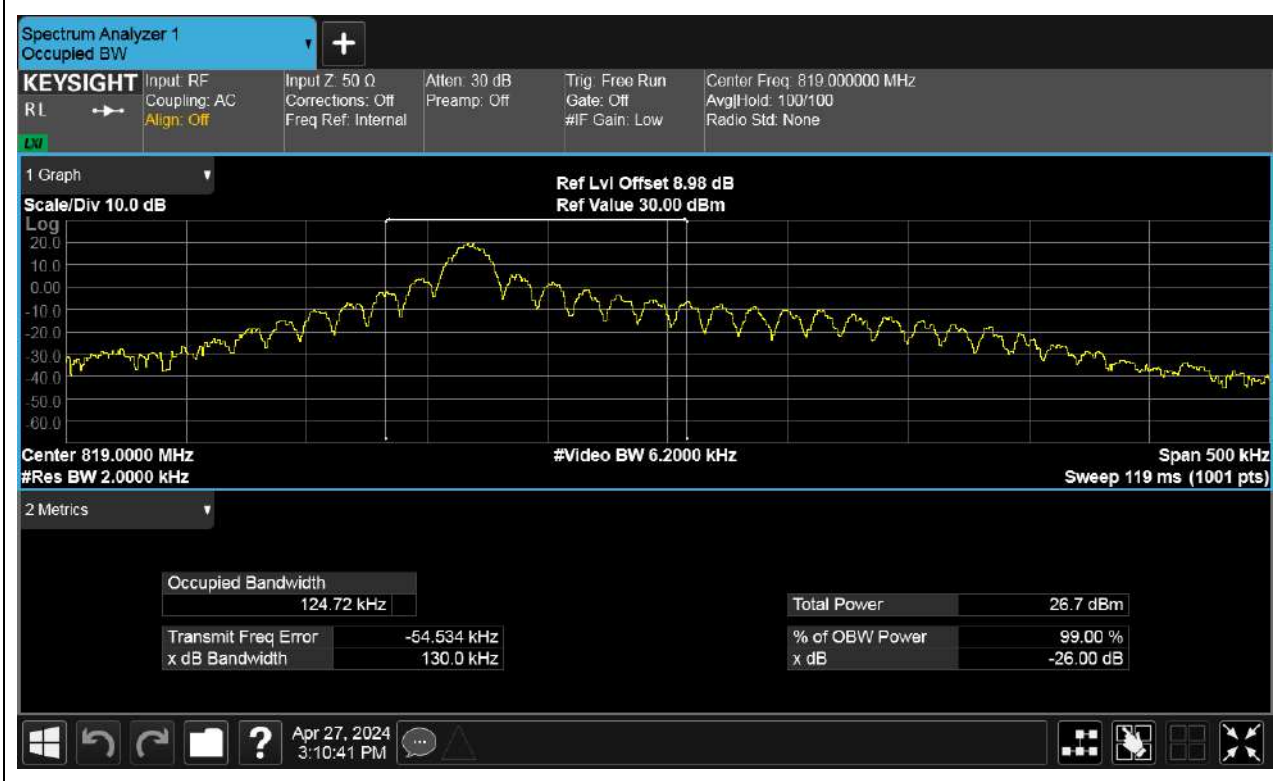 Spectrum Analyzer 1
Occupied BW
KEYSIGHT
RL
LXI
Input: RF
Coupling: AC
Align: Off
Input Z: 50 Ω
Corrections: Off
Freq Ref: Internal
Atten: 30 dB
Preamp: Off
Trig: Free Run
Gate: Off
#IF Gain: Low
Center Freq: 819.000000 MHz
Avg|Hold: 100/100
Radio Std: None
1 Graph
Scale/Div 10.0 dB
Ref Lvl Offset 8.98 dB
Ref Value 30.00 dBm
Log
20.0
10.0
0.00
-10.0
-20.0
-30.0
-40.0
-50.0
-60.0
Center 819.0000 MHz
#Res BW 2.0000 kHz
#Video BW 6.2000 kHz
Span 500 kHz
Sweep 119 ms (1001 pts)
2 Metrics
Occupied Bandwidth
124.72 kHz
Transmit Freq Error -54.534 kHz
x dB Bandwidth 130.0 kHz
Total Power 26.7 dBm
% of OBW Power 99.00 %
x dB -26.00 dB
?
Apr 27, 2024
3:10:41 PM